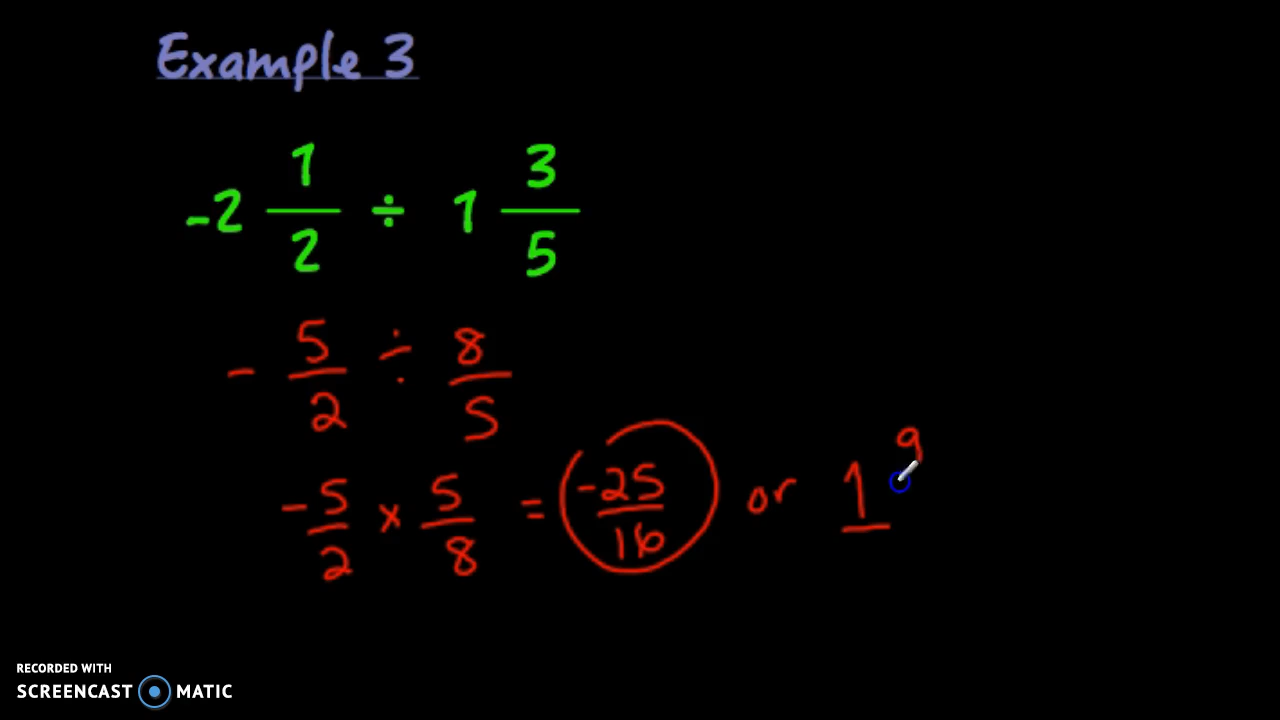 Example 3
-2 1/2 ÷ 1 3/5
- 5/2 ÷ 8/5
-5/2 × 5/8 = -25/16 or 1 9
RECORDED WITH
SCREENCAST MATIC